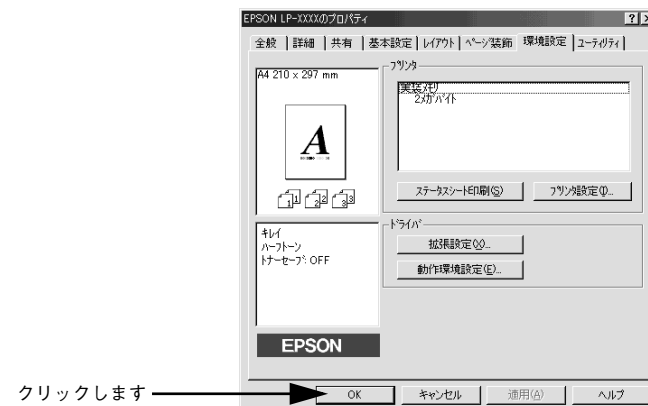 EPSON LP-XXXXのプロパティ
全般 詳細 共有 基本設定 レイアウト ページ装飾 環境設定 ユーティリティ
A4 210 x 297 mm
A
1 1 2 2 3 3
キレイ
ハーフトーン
トナーセーブ: OFF
EPSON
プリンタ
実装メモリ
2メガバイト
ステータスシート印刷(S) プリンタ設定(I)...
ドライバ
拡張設定(X)...
動作環境設定(E)...
クリックします
OK キャンセル 適用(A) ヘルプ